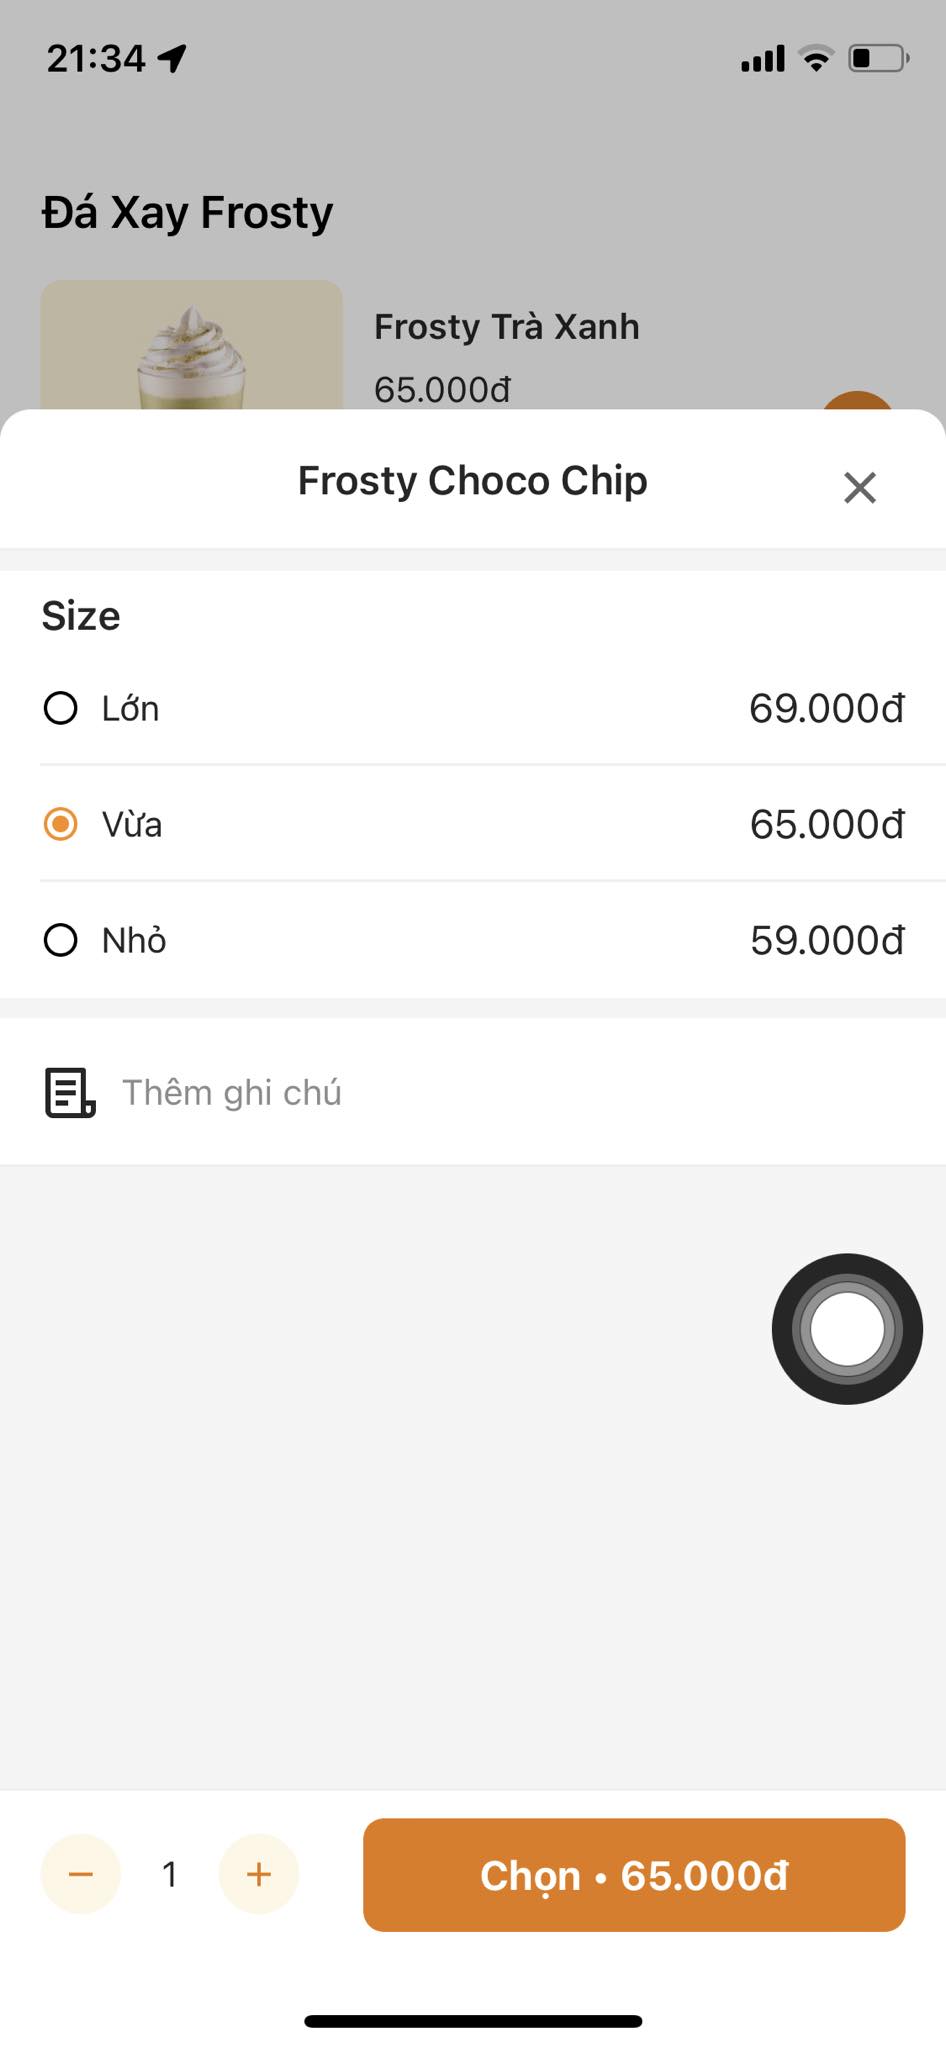 21:34
Đá Xay Frosty
Frosty Trà Xanh
65.000đ
Frosty Choco Chip
Size
Lớn 69.000đ
Vừa 65.000đ
Nhỏ 59.000đ
Thêm ghi chú
1
Chọn • 65.000đ